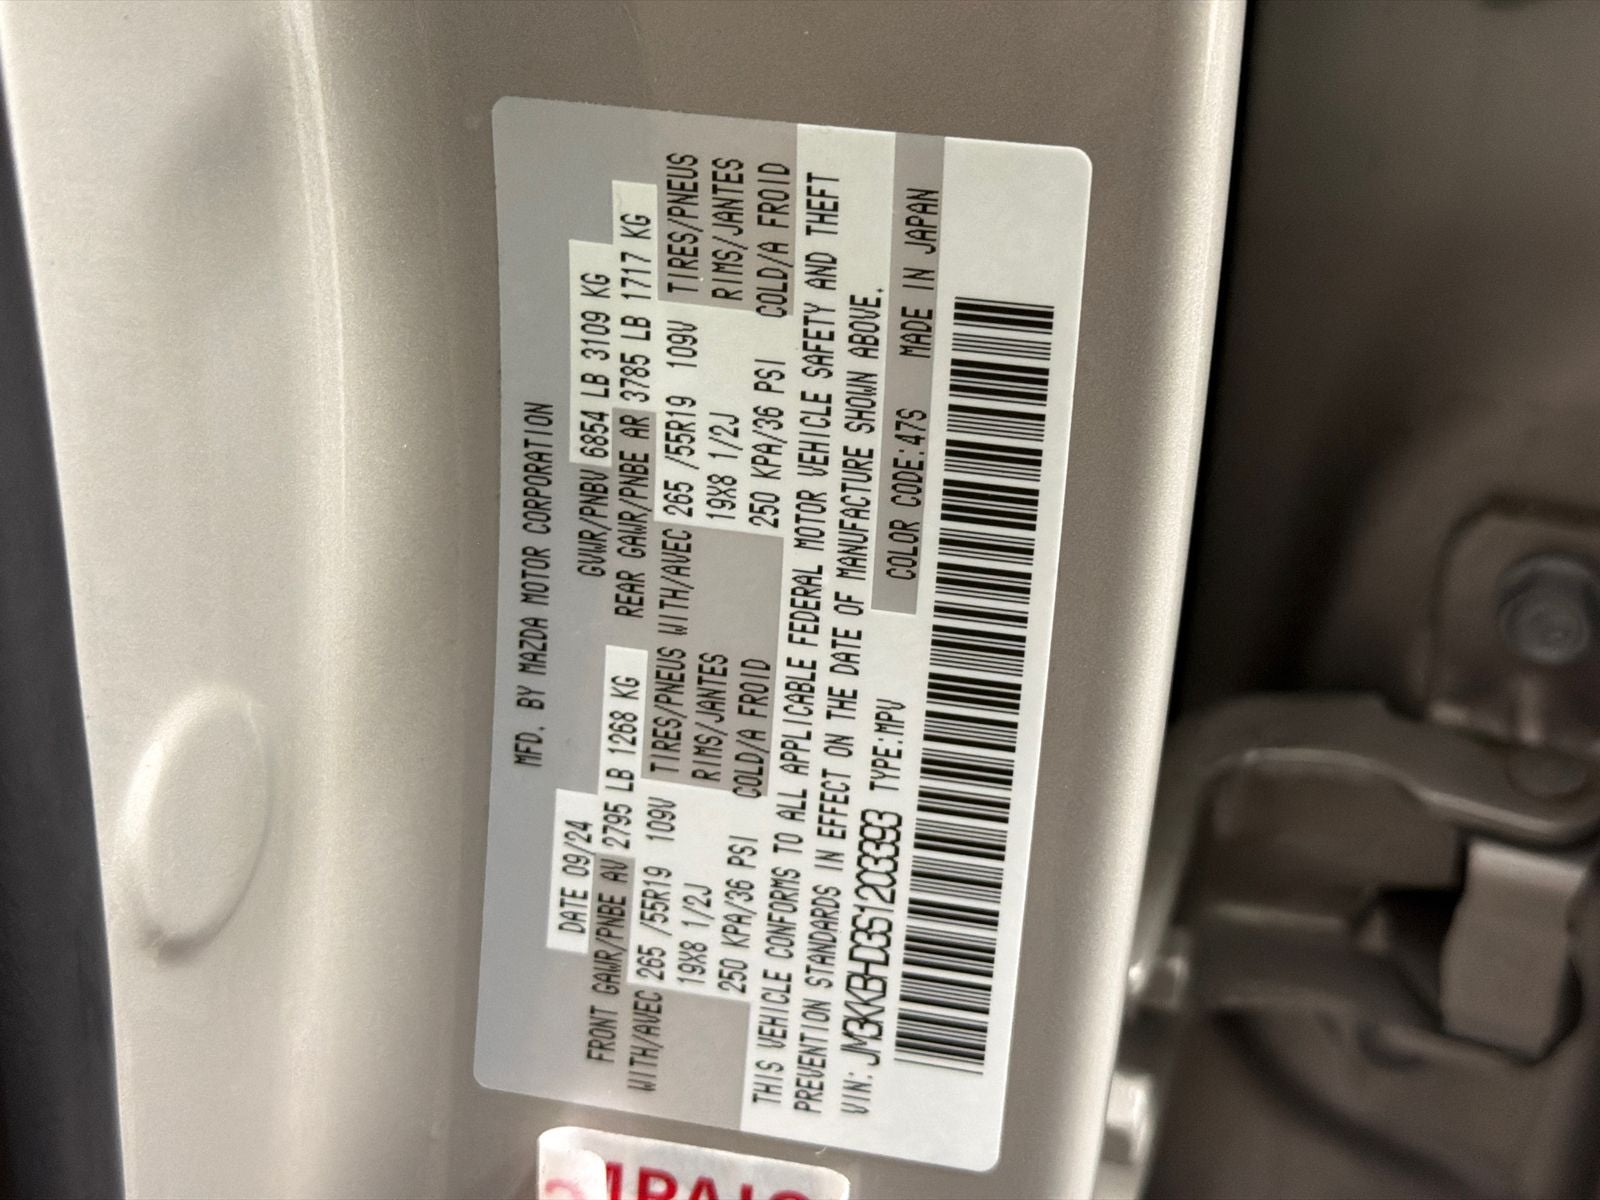 MFD. BY MAZDA MOTOR CORPORATION
DATE 09/24 GVWR/PNBV 6854 LB 3109 KG
FRONT GAWR/PNBE AV 2795 LB 1268 KG REAR GAWR/PNBE AR 3785 LB 1717 KG
WITH/AVEC 265 /55R19 109V TIRES/PNEUS WITH/AVEC 265 /55R19 109V TIRES/PNEUS
19X8 1/2J RIMS/JANTES 19X8 1/2J RIMS/JANTES
250 KPA/36 PSI COLD/A FROID 250 KPA/36 PSI COLD/A FROID
THIS VEHICLE CONFORMS TO ALL APPLICABLE FEDERAL MOTOR VEHICLE SAFETY AND THEFT
PREVENTION STANDARDS IN EFFECT ON THE DATE OF MANUFACTURE SHOWN ABOVE.
VIN: JM3KKBHD3S1203393 TYPE:MPV COLOR CODE:47S MADE IN JAPAN